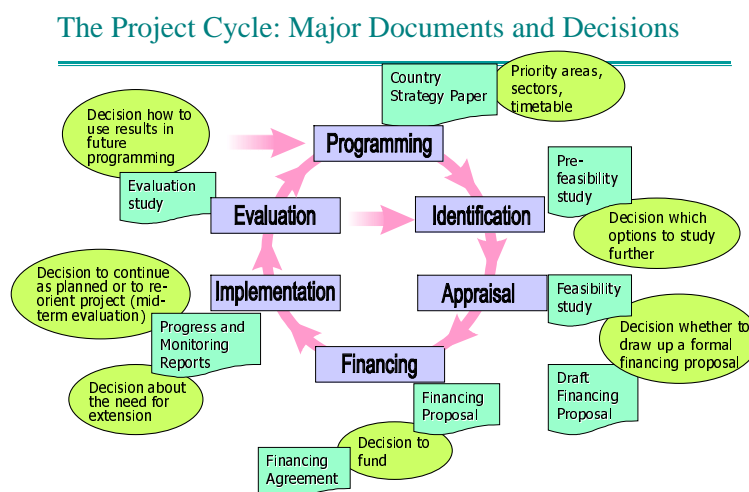 The Project Cycle: Major Documents and Decisions
Country
Strategy Paper
Priority areas,
sectors,
timetable
Decision how to
use results in
future
programming
Programming
Pre-
feasibility
study
Evaluation
study
Evaluation
Identification
Decision which
options to study
further
Decision to continue
as planned or to re-
orient project (mid-
term evaluation)
Implementation
Appraisal
Feasibility
study
Progress and
Monitoring
Reports
Decision whether to
draw up a formal
financing proposal
Financing
Decision about
the need for
extension
Financing
Proposal
Draft
Financing
Proposal
Decision to
fund
Financing
Agreement